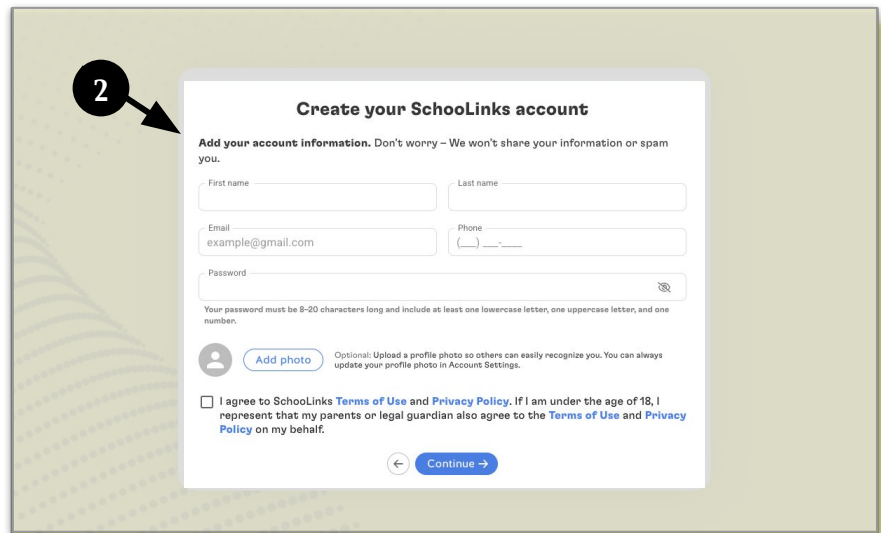 2
Create your SchooLinks account
Add your account information. Don't worry – We won't share your information or spam
you.
First name
Last name
Email
example@gmail.com
Phone
(__) ___-____
Password
Your password must be 8-20 characters long and include at least one lowercase letter, one uppercase letter, and one
number.
Add photo
Optional: Upload a profile photo so others can easily recognize you. You can always
update your profile photo in Account Settings.
I agree to SchooLinks Terms of Use and Privacy Policy. If I am under the age of 18, I
represent that my parents or legal guardian also agree to the Terms of Use and Privacy
Policy on my behalf.
Continue →